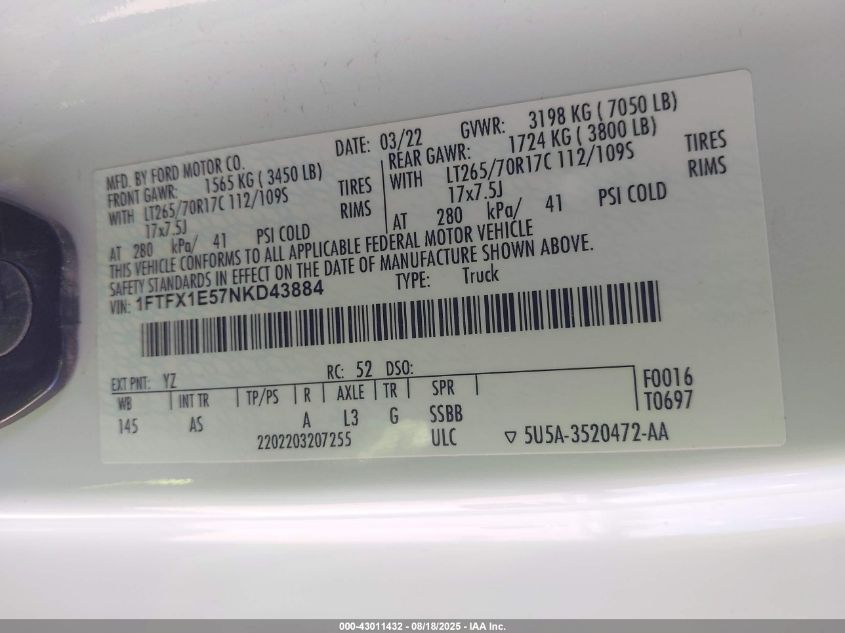 MFD. BY FORD MOTOR CO.
DATE: 03/22 GVWR: 3198 KG ( 7050 LB)
FRONT GAWR: 1565 KG ( 3450 LB)
WITH LT265/70R17C 112/109S TIRES
17x7.5J RIMS
AT 280 kPa/ 41 PSI COLD
REAR GAWR: 1724 KG ( 3800 LB)
WITH LT265/70R17C 112/109S TIRES
17x7.5J RIMS
AT 280 kPa/ 41 PSI COLD
THIS VEHICLE CONFORMS TO ALL APPLICABLE FEDERAL MOTOR VEHICLE
SAFETY STANDARDS IN EFFECT ON THE DATE OF MANUFACTURE SHOWN ABOVE.
VIN: 1FTFX1E57NKD43884 TYPE: Truck
EXT PNT: YZ RC: 52 DSO:
WB INT TR TP/PS R AXLE TR SPR F0016
145 AS A L3 G SSBB T0697
2202203207255 ULC ▽ 5U5A-3520472-AA
000-43011432 - 08/18/2025 - IAA Inc.